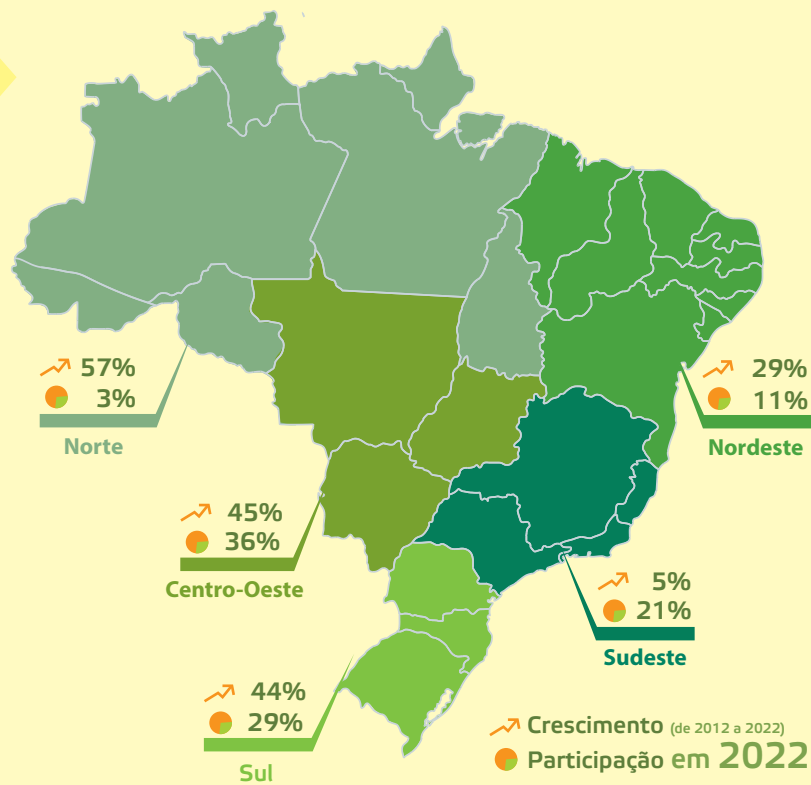 57%
3%
Norte
29%
11%
Nordeste
45%
36%
Centro-Oeste
5%
21%
Sudeste
44%
29%
Sul
Crescimento (de 2012 a 2022)
Participação em 2022